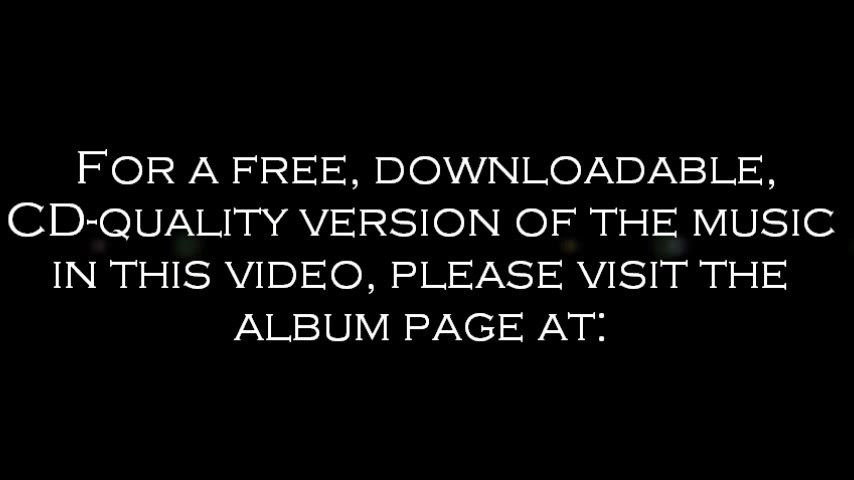 For a free, downloadable,
CD-quality version of the music
in this video, please visit the
album page at: